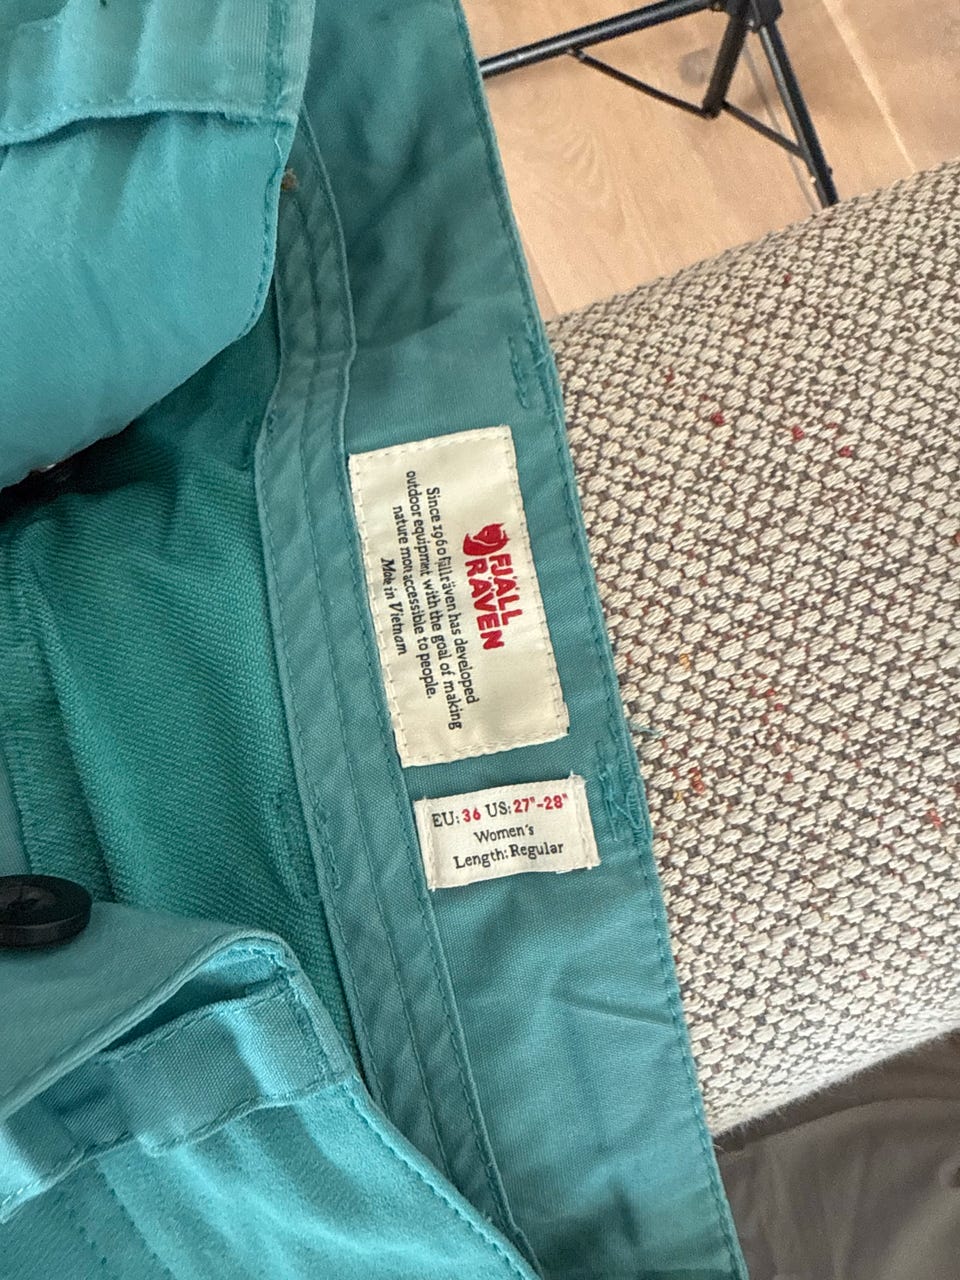 FJÄLL
RÄVEN
Since 1960 Fjällräven has developed
outdoor equipment with the goal of making
nature more accessible to people.
Made in Vietnam
EU: 36 US: 27"-28"
Women's
Length: Regular